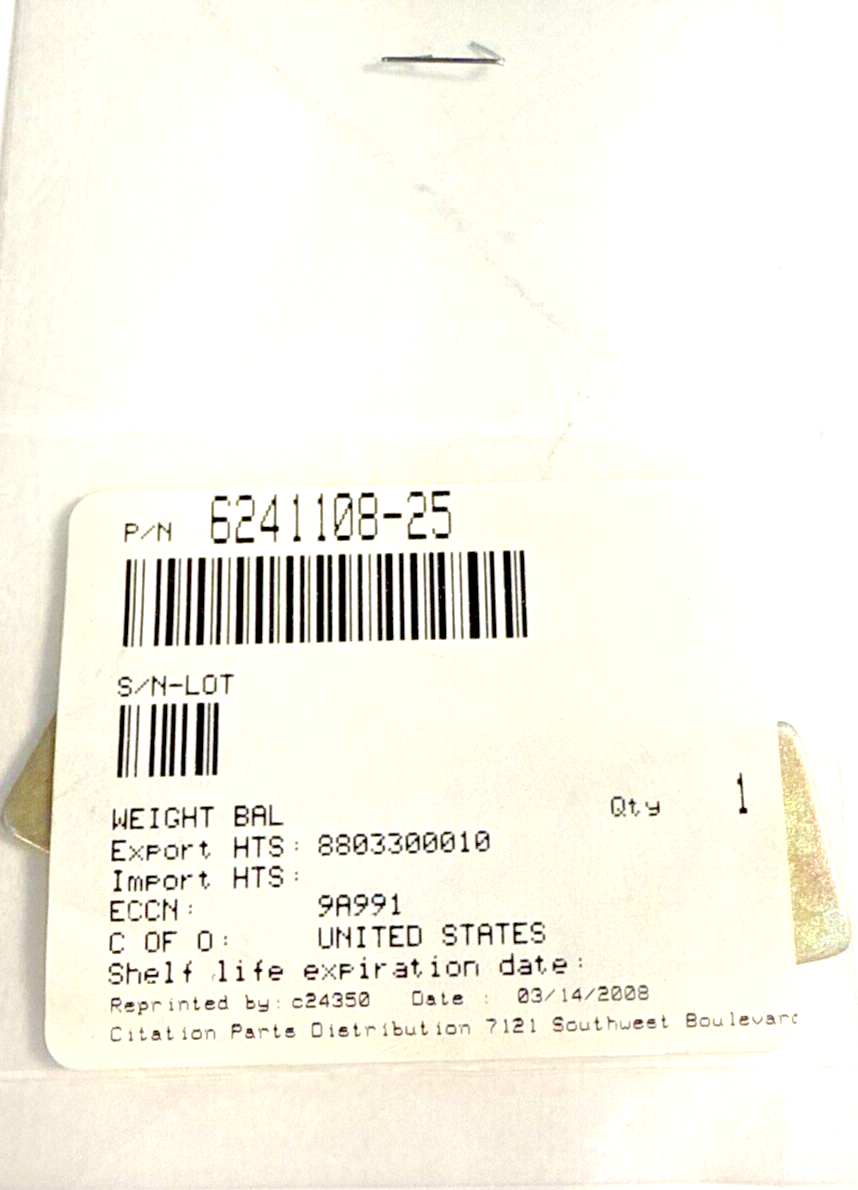 P/N 6241108-25
S/N-LOT
WEIGHT BAL Qty 1
Export HTS: 8803300010
Import HTS:
ECCN: 9A991
C OF O: UNITED STATES
Shelf life expiration date:
Reprinted by: c24350 Date : 03/14/2008
Citation Parts Distribution 7121 Southwest Boulevard